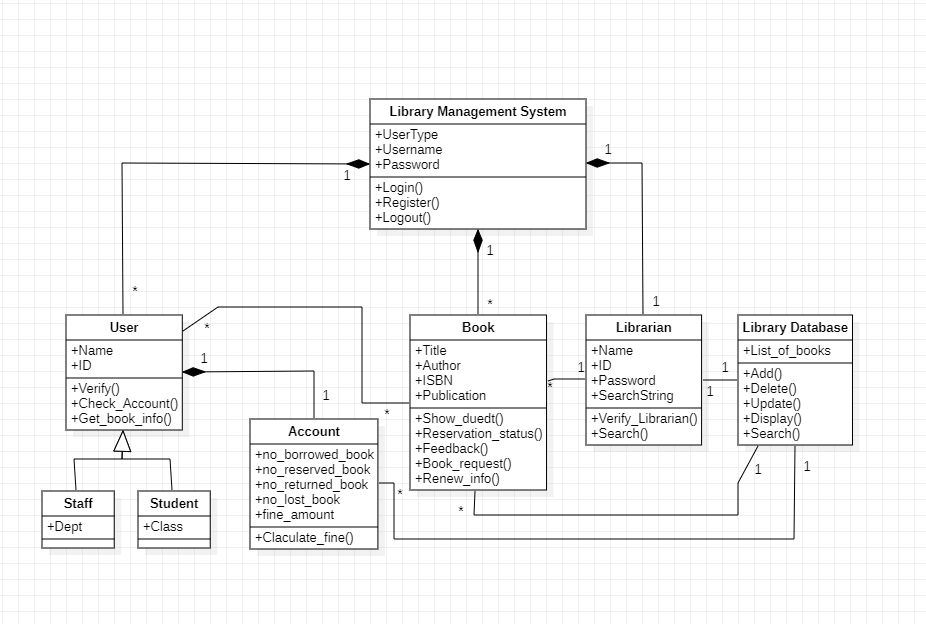 Library Management System
+UserType
+Username
+Password
+Login()
+Register()
+Logout()
1
1
1
*
*
1
User
+Name
+ID
+Verify()
+Check_Account()
+Get_book_info()
*
1
1
*
Book
+Title
+Author
+ISBN
+Publication
+Show_duedt()
+Reservation_status()
+Feedback()
+Book_request()
+Renew_info()
*
1
Librarian
+Name
+ID
+Password
+SearchString
+Verify_Librarian()
+Search()
1
1
Library Database
+List_of_books
+Add()
+Delete()
+Update()
+Display()
+Search()
1
1
Account
+no_borrowed_book
+no_reserved_book
+no_returned_book
+no_lost_book
+fine_amount
+Claculate_fine()
*
*
Staff
+Dept
Student
+Class